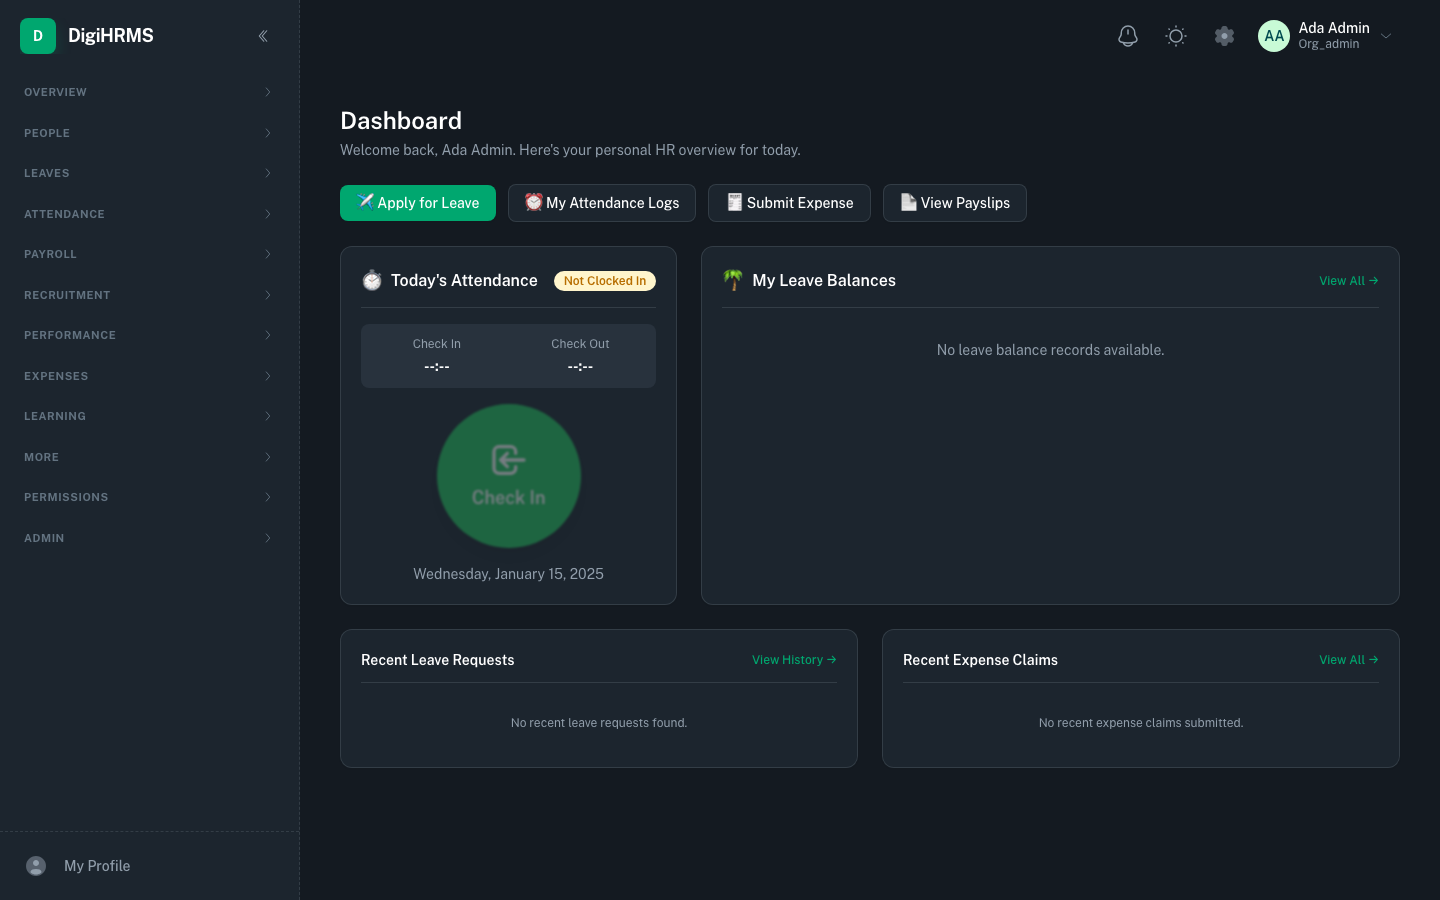 D
DigiHRMS
OVERVIEW
PEOPLE
LEAVES
ATTENDANCE
PAYROLL
RECRUITMENT
PERFORMANCE
EXPENSES
LEARNING
MORE
PERMISSIONS
ADMIN
My Profile
AA
Ada Admin
Org_admin
Dashboard
Welcome back, Ada Admin. Here's your personal HR overview for today.
Apply for Leave
My Attendance Logs
Submit Expense
View Payslips
Today's Attendance
Not Clocked In
Check In
Check Out
--:--
--:--
Check In
Wednesday, January 15, 2025
My Leave Balances
View All →
No leave balance records available.
Recent Leave Requests
View History →
No recent leave requests found.
Recent Expense Claims
View All →
No recent expense claims submitted.